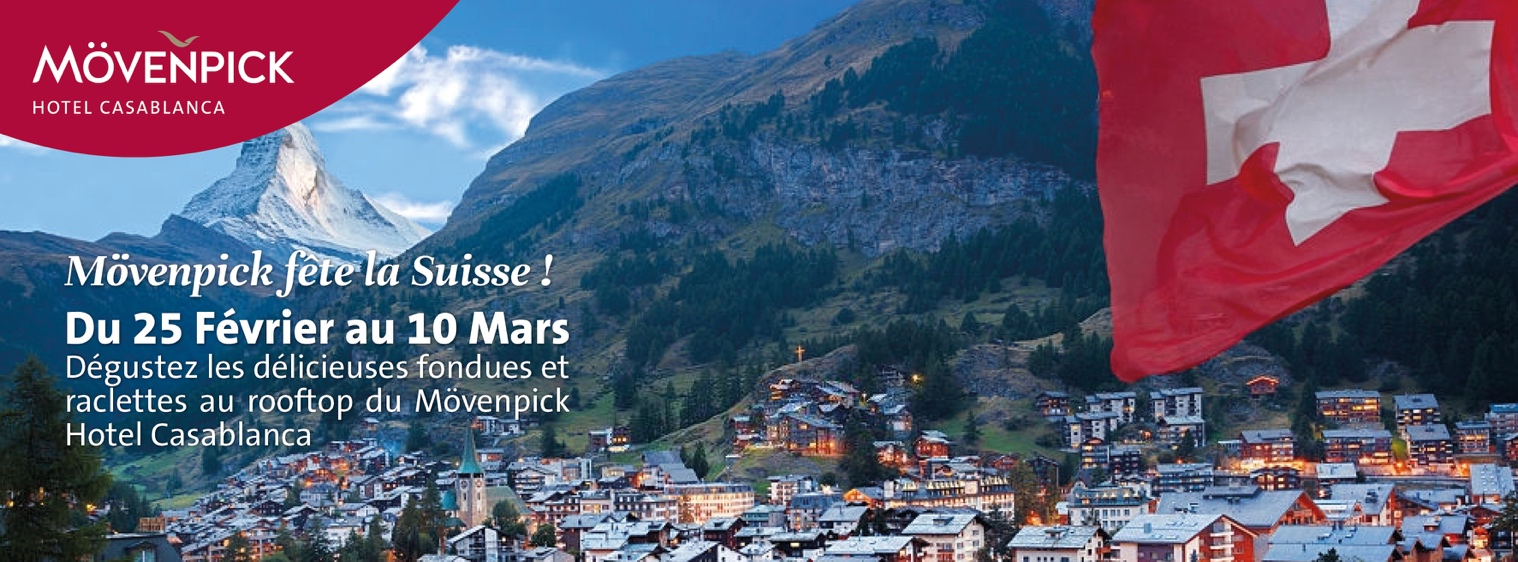 MÖVENPICK
HOTEL CASABLANCA
Mövenpick fête la Suisse !
Du 25 Février au 10 Mars
Dégustez les délicieuses fondues et
raclettes au rooftop du Mövenpick
Hotel Casablanca